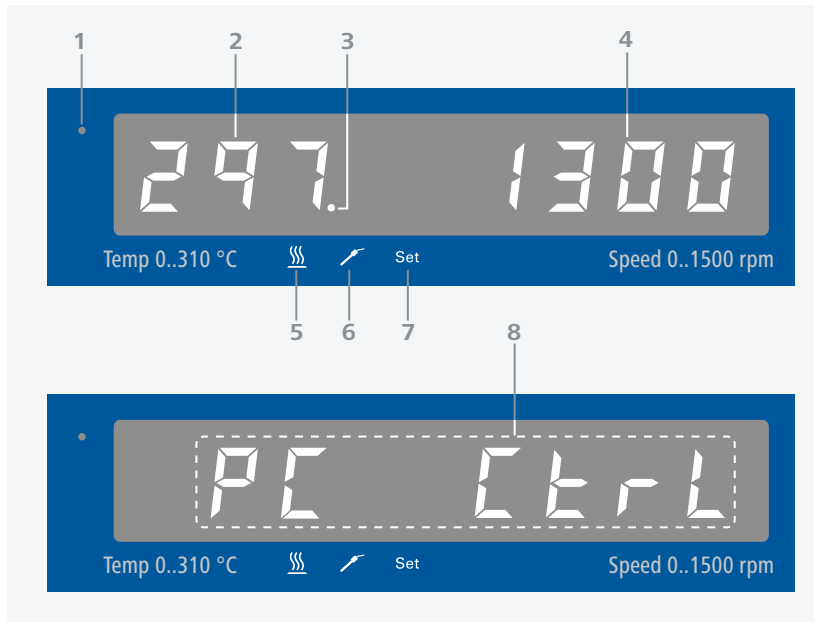 1 2 3 4
297. 1300
Temp 0..310 °C Set Speed 0..1500 rpm
5 6 7 8
PC CtrL
Temp 0..310 °C Set Speed 0..1500 rpm